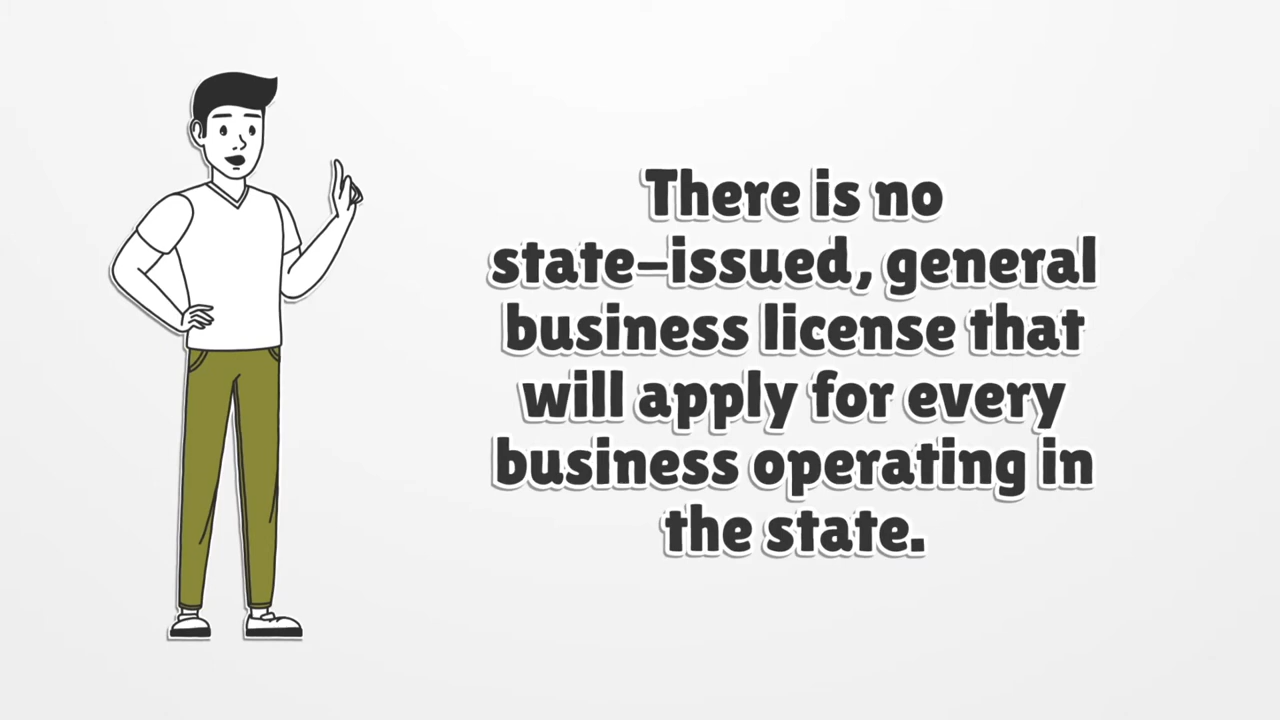 There is no
state–issued, general
business license that
will apply for every
business operating in
the state.